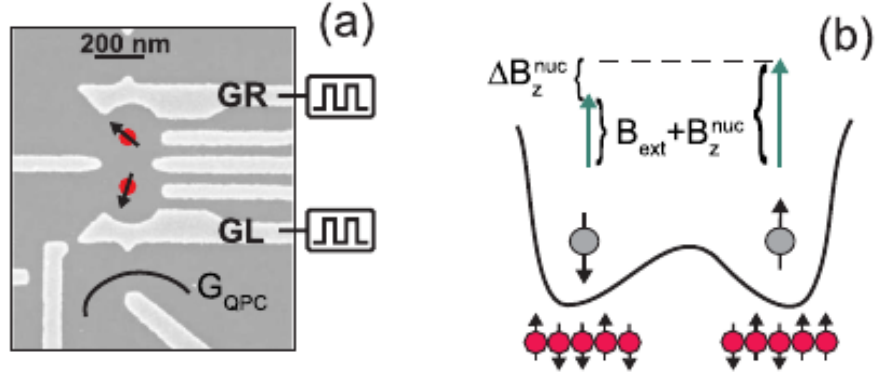 (a)
200 nm
GR
GL
G_QPC
(b)
ΔB_z^nuc
B_ext+B_z^nuc